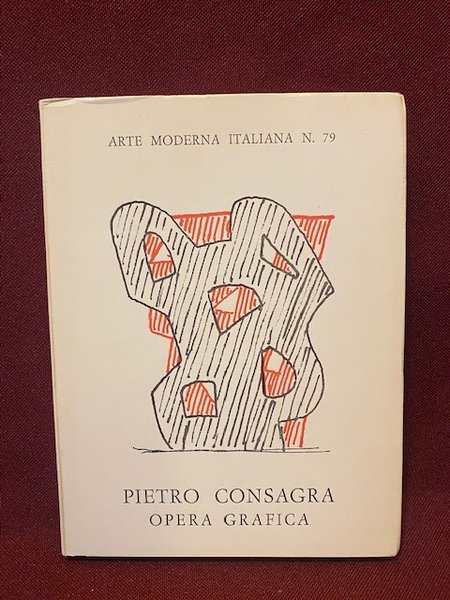 ARTE MODERNA ITALIANA N. 79
PIETRO CONSAGRA
OPERA GRAFICA